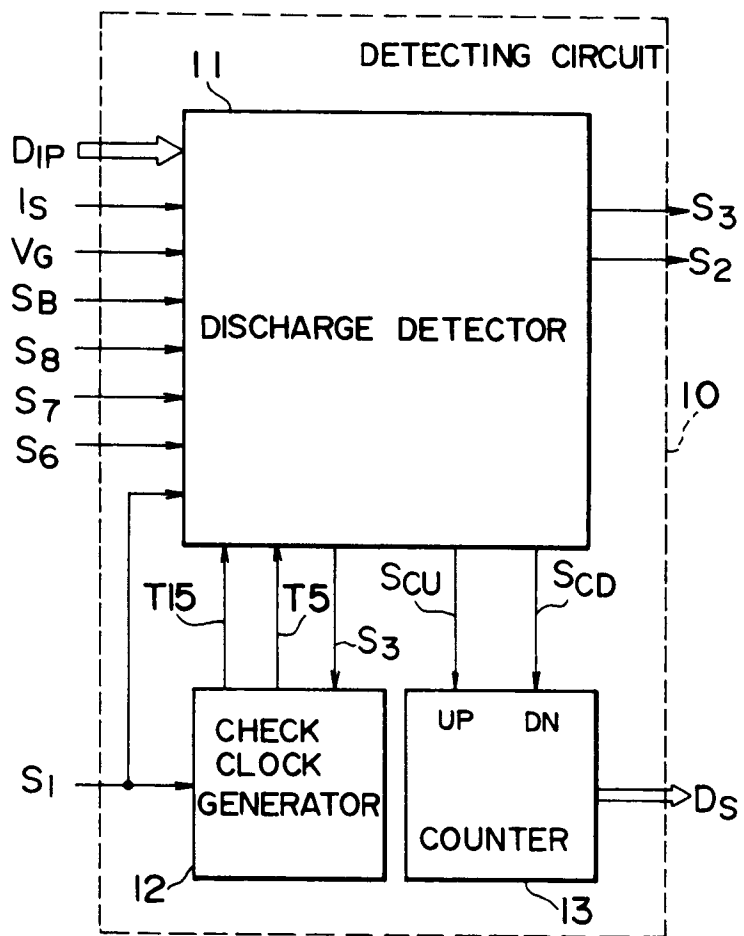 DETECTING CIRCUIT
11
DIP
IS
VG
SB
S8
S7
S6
DISCHARGE DETECTOR
S3
S2
10
T15
T5
S3
SCU
SCD
S1
CHECK
CLOCK
GENERATOR
UP DN
COUNTER
DS
12
13